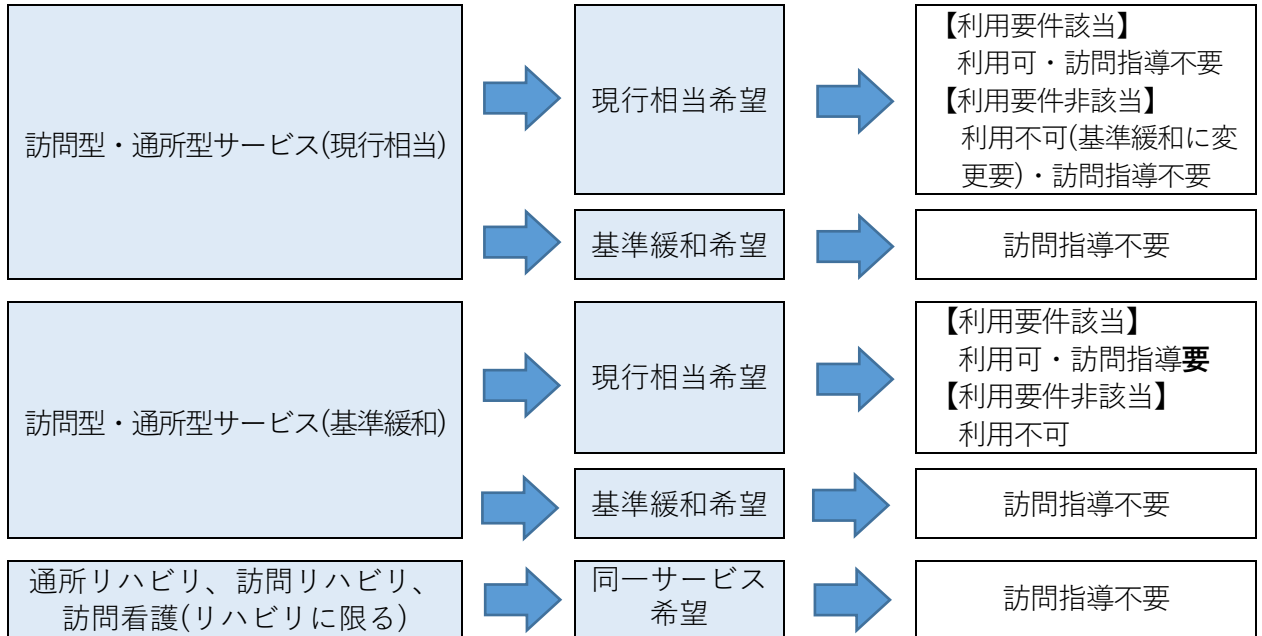 訪問型・通所型サービス(現行相当)
現行相当希望
【利用要件該当】
利用可・訪問指導不要
【利用要件非該当】
利用不可(基準緩和に変
更要)・訪問指導不要
基準緩和希望
訪問指導不要
訪問型・通所型サービス(基準緩和)
現行相当希望
【利用要件該当】
利用可・訪問指導要
【利用要件非該当】
利用不可
基準緩和希望
訪問指導不要
通所リハビリ、訪問リハビリ、
訪問看護(リハビリに限る)
同一サービス
希望
訪問指導不要